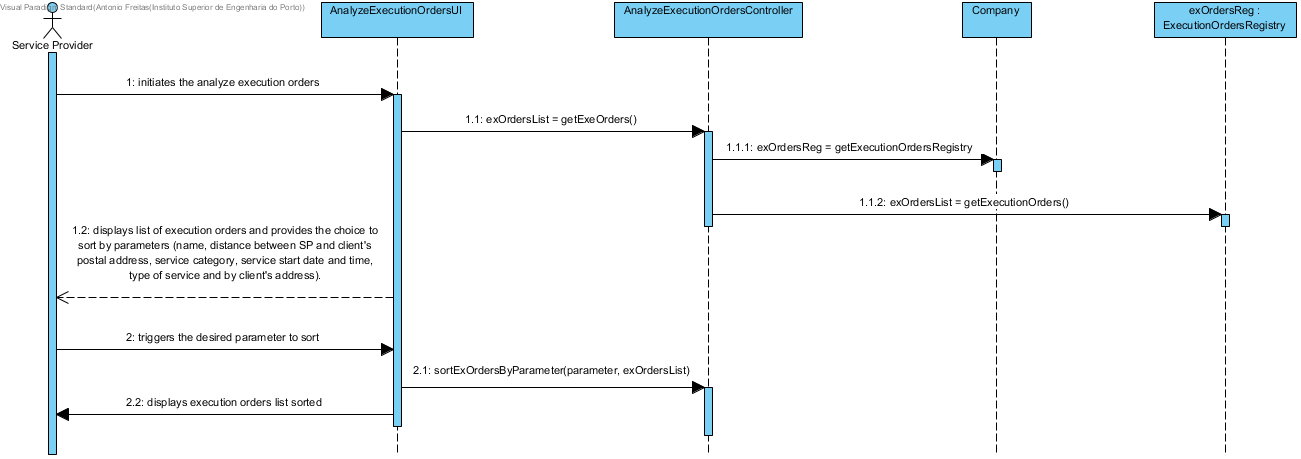 Visual Paradigm Standard(Antonio Freitas(Instituto Superior de Engenharia do Porto))
Service Provider
AnalyzeExecutionOrdersUI
AnalyzeExecutionOrdersController
Company
exOrdersReg :
ExecutionOrdersRegistry
1: initiates the analyze execution orders
1.1: exOrdersList = getExeOrders()
1.1.1: exOrdersReg = getExecutionOrdersRegistry
1.1.2: exOrdersList = getExecutionOrders()
1.2: displays list of execution orders and provides the choice to
sort by parameters (name, distance between SP and client's
postal address, service category, service start date and time,
type of service and by client's address).
2: triggers the desired parameter to sort
2.1: sortExOrdersByParameter(parameter, exOrdersList)
2.2: displays execution orders list sorted